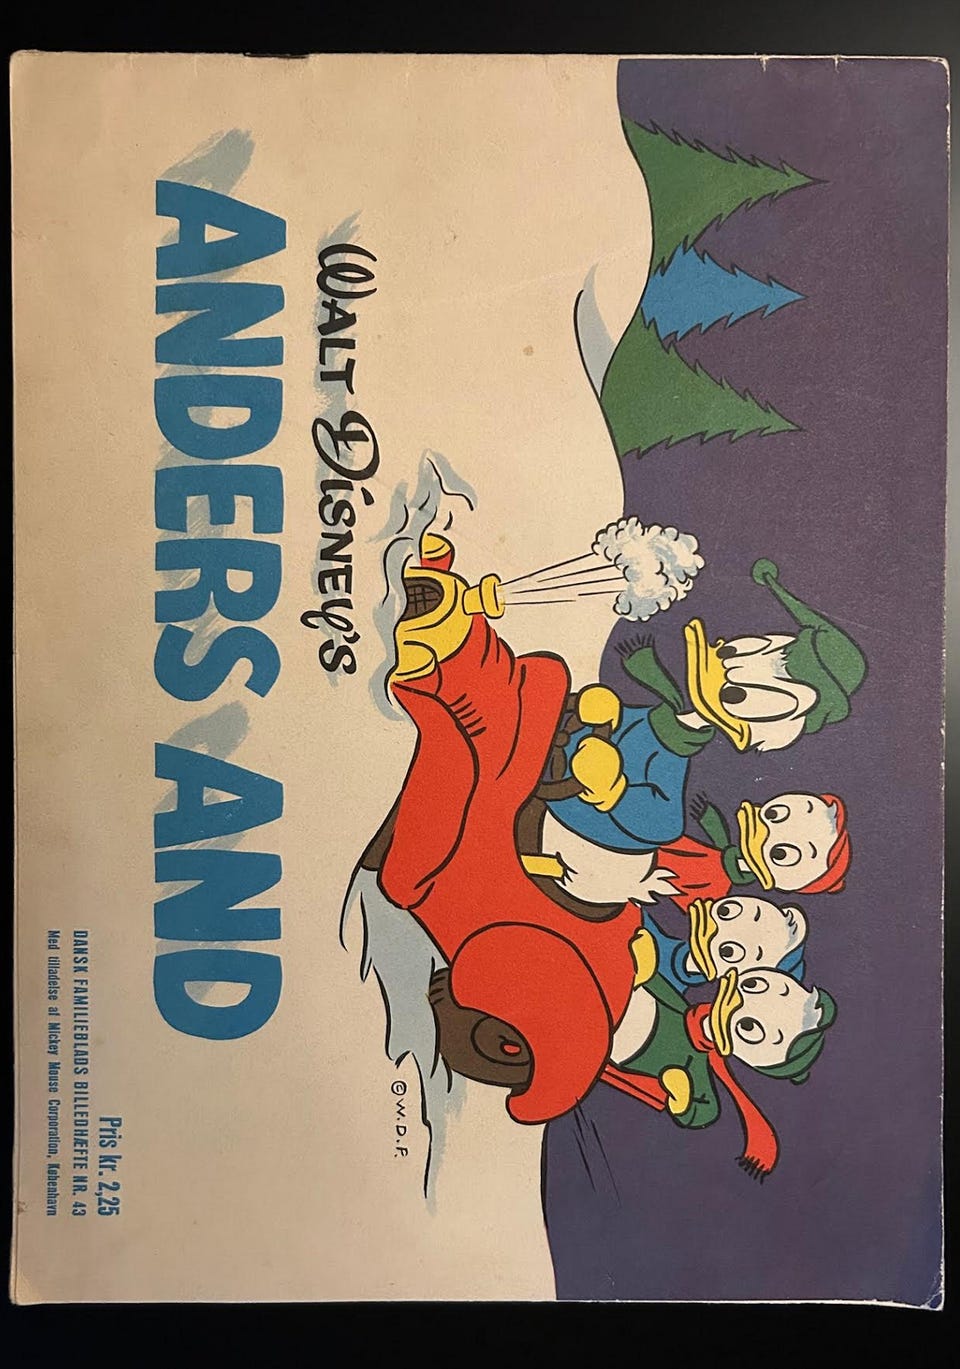 WALT DISNEY'S
ANDERS AND
© W. D. P.
Pris kr. 2,25
DANSK FAMILIEBLADS BILLEDHÆFTE NR. 43
Med tilladelse af Mickey Mouse Corporation, København